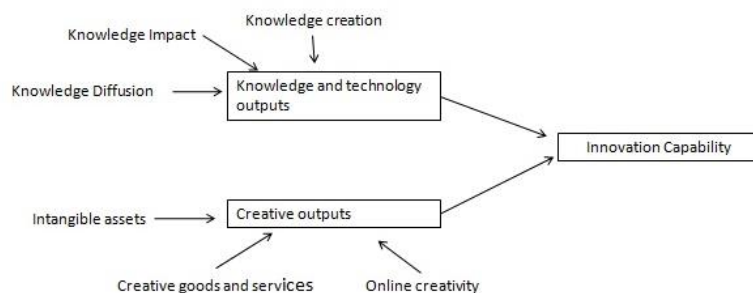 Knowledge creation
Knowledge Impact
Knowledge Diffusion
Knowledge and technology
outputs
Innovation Capability
Intangible assets
Creative outputs
Creative goods and services
Online creativity